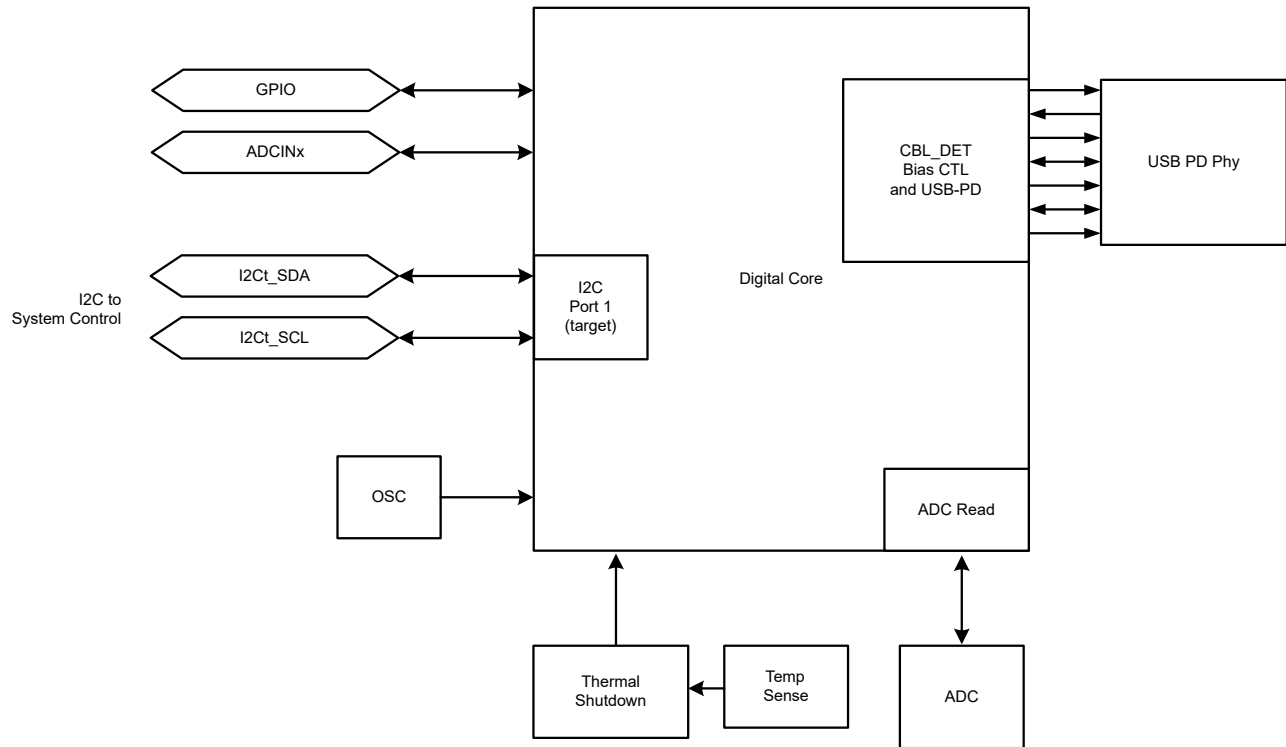 GPIO
ADCINx
CBL_DET
Bias CTL
and USB-PD
USB PD Phy
I2C to
System Control
I2Ct_SDA
I2Ct_SCL
I2C
Port 1
(target)
Digital Core
OSC
ADC Read
Thermal
Shutdown
Temp
Sense
ADC